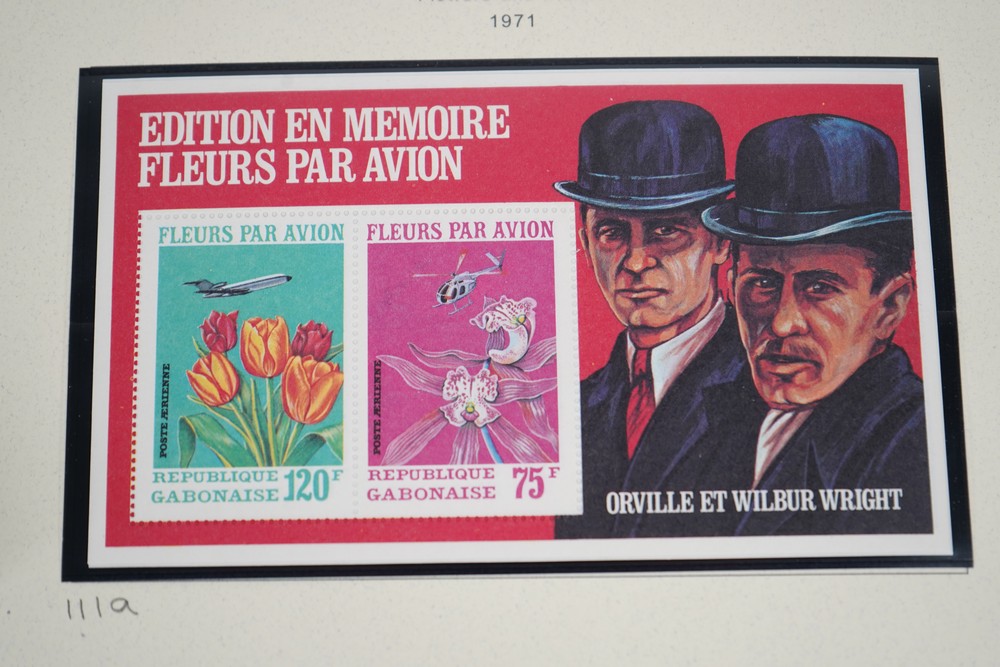 1971
EDITION EN MEMOIRE
FLEURS PAR AVION
FLEURS PAR AVION
POSTE AERIENNE
REPUBLIQUE
GABONAISE
120F
FLEURS PAR AVION
POSTE AERIENNE
REPUBLIQUE
GABONAISE
75F
ORVILLE ET WILBUR WRIGHT
111a